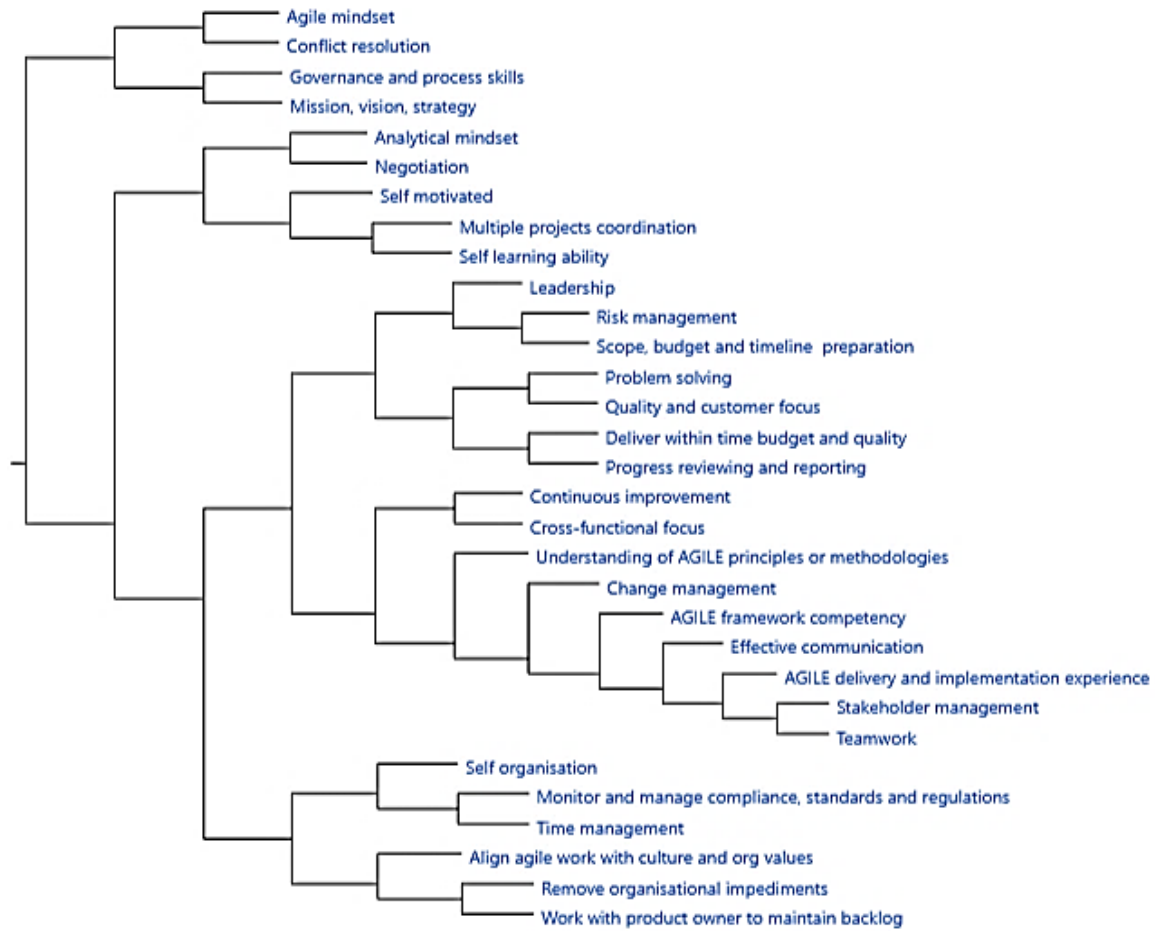 Agile mindset
Conflict resolution
Governance and process skills
Mission, vision, strategy
Analytical mindset
Negotiation
Self motivated
Multiple projects coordination
Self learning ability
Leadership
Risk management
Scope, budget and timeline preparation
Problem solving
Quality and customer focus
Deliver within time budget and quality
Progress reviewing and reporting
Continuous improvement
Cross-functional focus
Understanding of AGILE principles or methodologies
Change management
AGILE framework competency
Effective communication
AGILE delivery and implementation experience
Stakeholder management
Teamwork
Self organisation
Monitor and manage compliance, standards and regulations
Time management
Align agile work with culture and org values
Remove organisational impediments
Work with product owner to maintain backlog